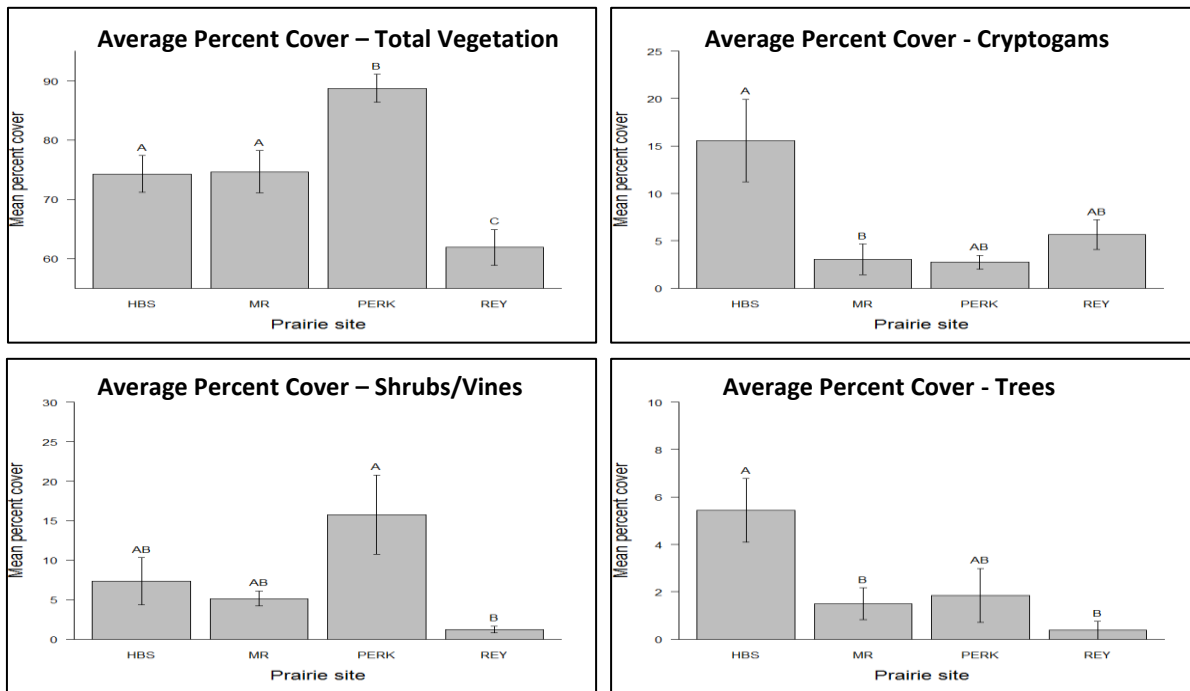 Average Percent Cover – Total Vegetation
Mean percent cover
90
80
70
60
A
A
B
C
HBS MR PERK REY
Prairie site
Average Percent Cover - Cryptogams
Mean percent cover
25
20
15
10
5
0
A
B
AB
AB
HBS MR PERK REY
Prairie site
Average Percent Cover – Shrubs/Vines
Mean percent cover
30
25
20
15
10
5
0
AB
AB
A
B
HBS MR PERK REY
Prairie site
Average Percent Cover - Trees
Mean percent cover
10
8
6
4
2
0
A
B
AB
B
HBS MR PERK REY
Prairie site